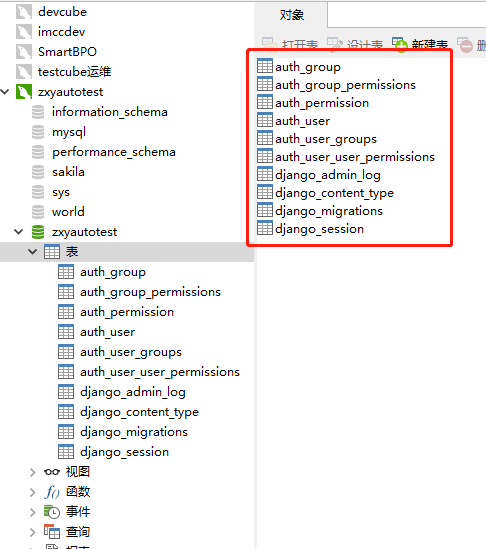 devcube
imccdev
SmartBPO
testcube运维
zxyautotest
information_schema
mysql
performance_schema
sakila
sys
world
zxyautotest
表
auth_group
auth_group_permissions
auth_permission
auth_user
auth_user_groups
auth_user_user_permissions
django_admin_log
django_content_type
django_migrations
django_session
视图
f() 函数
事件
查询
对象
打开表 设计表 新建表
auth_group
auth_group_permissions
auth_permission
auth_user
auth_user_groups
auth_user_user_permissions
django_admin_log
django_content_type
django_migrations
django_session